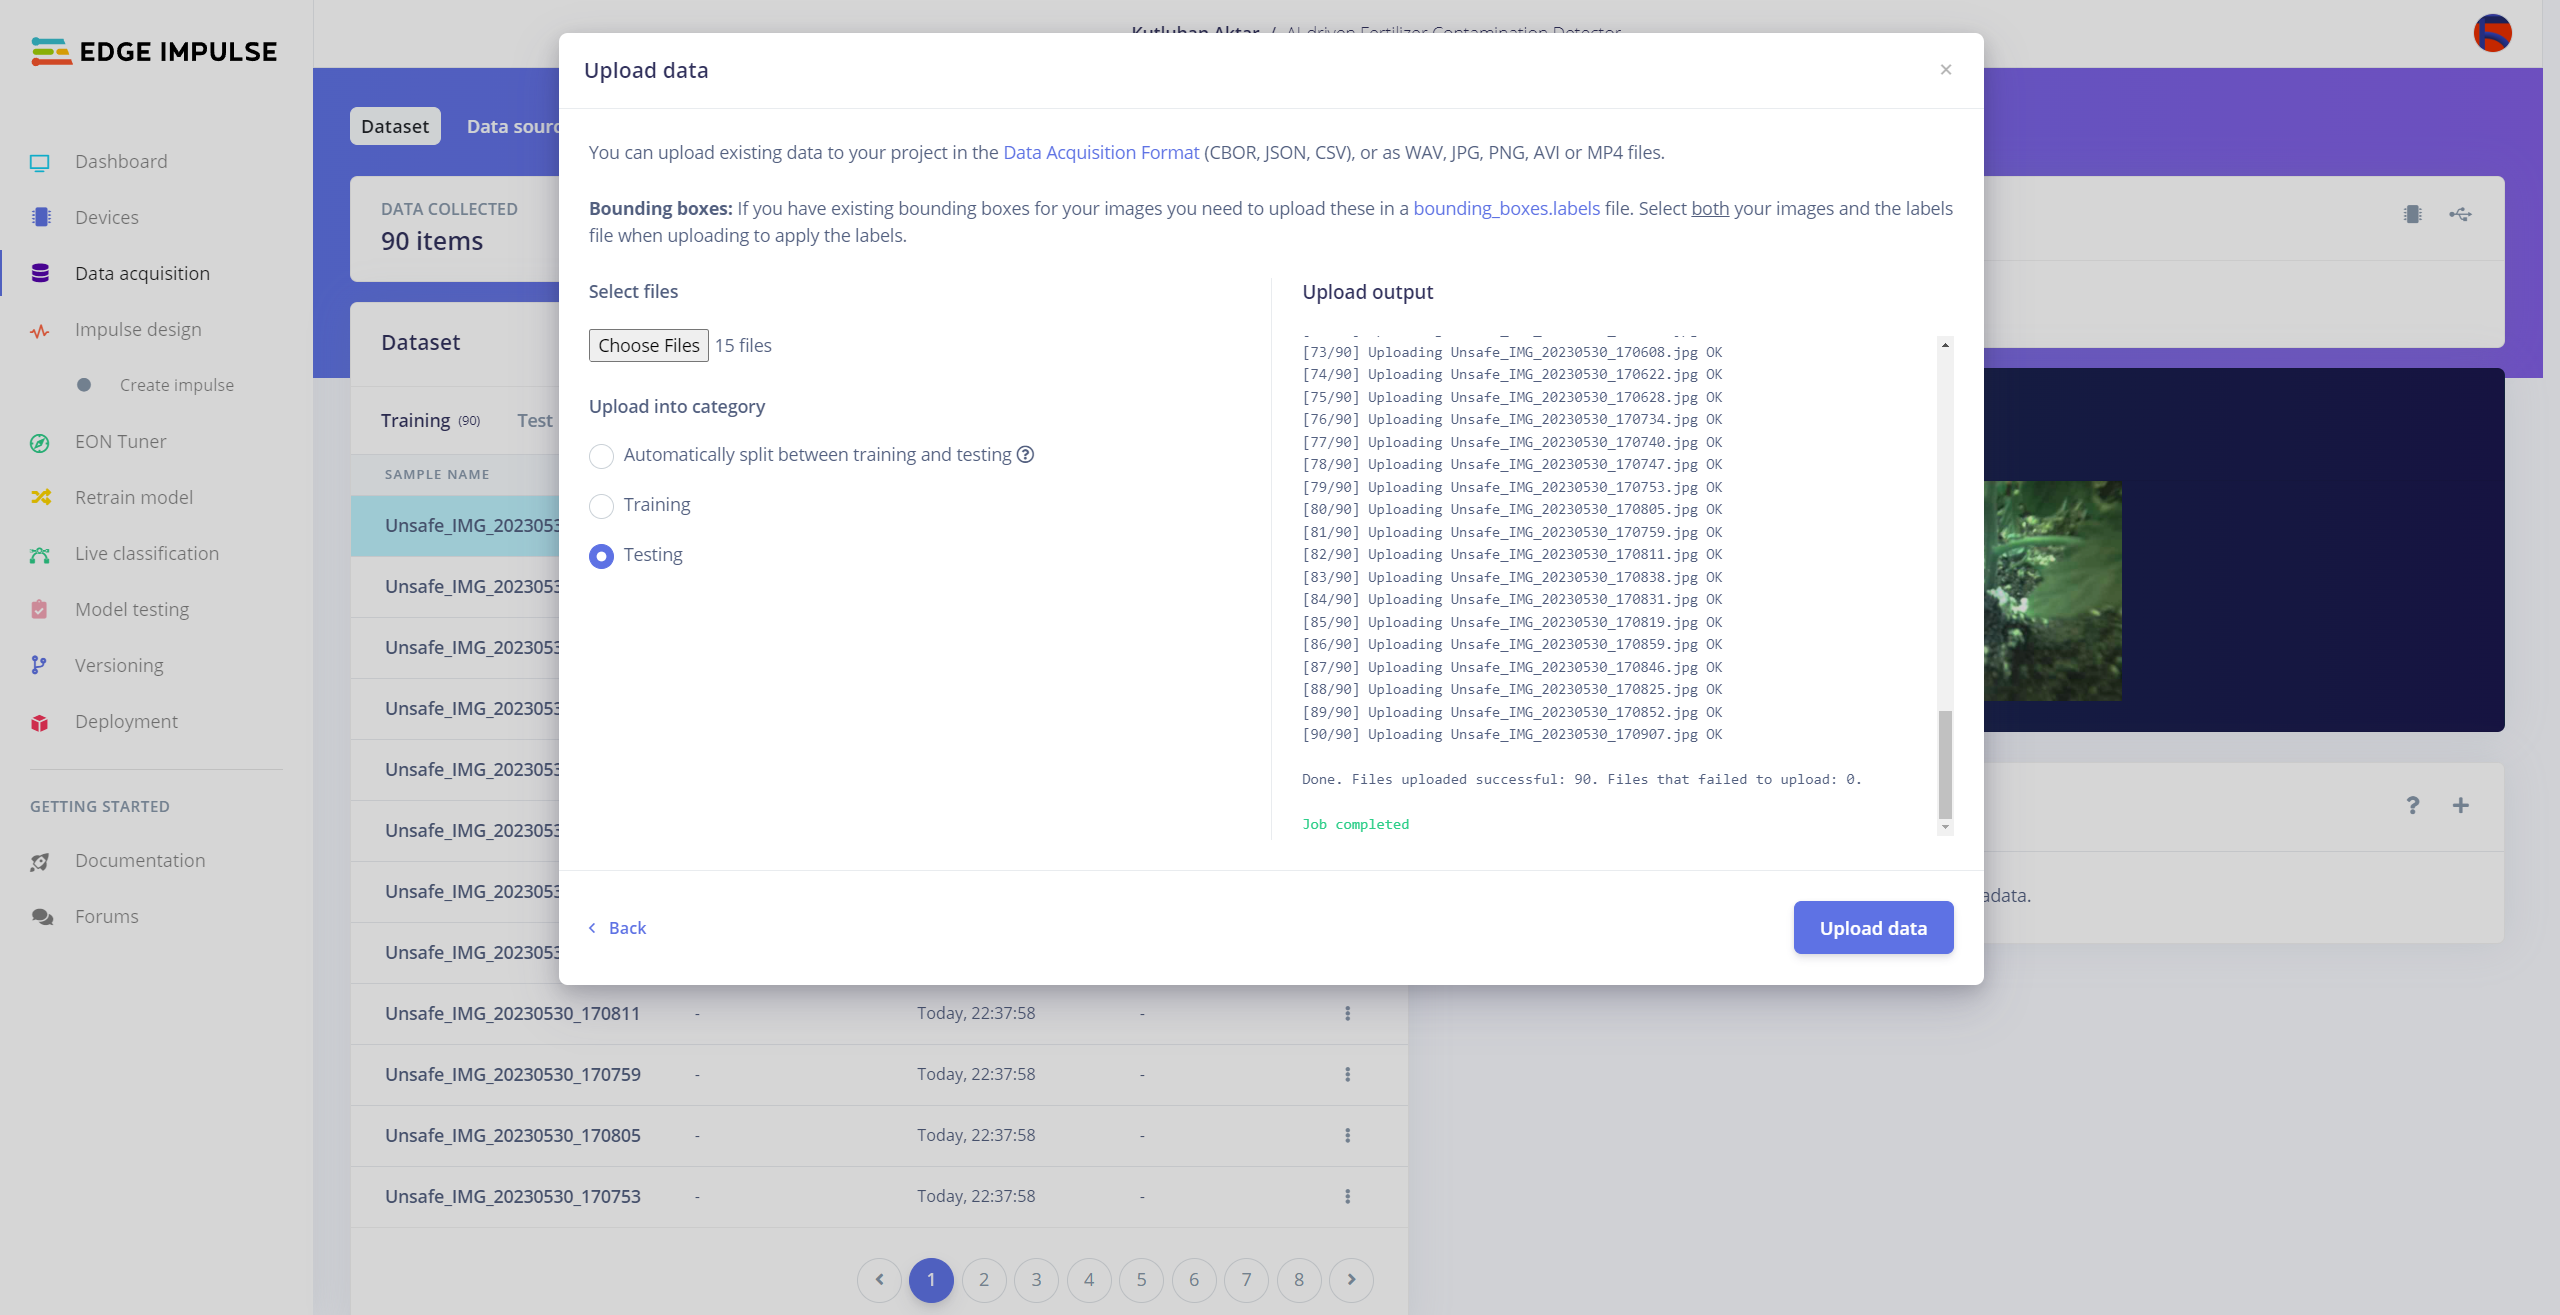 EDGE IMPULSE
Dashboard
Devices
Data acquisition
Impulse design
Create impulse
EON Tuner
Retrain model
Live classification
Model testing
Versioning
Deployment
GETTING STARTED
Documentation
Forums
Kutluhan Aktar / AI-driven Fertilizer Contamination Detector
Dataset
Data sourc
DATA COLLECTED
90 items
Dataset
Training (90)
Test
SAMPLE NAME
Unsafe_IMG_2023053
Unsafe_IMG_2023053
Unsafe_IMG_2023053
Unsafe_IMG_2023053
Unsafe_IMG_2023053
Unsafe_IMG_2023053
Unsafe_IMG_2023053
Unsafe_IMG_2023053
Unsafe_IMG_20230530_170811 - Today, 22:37:58 -
Unsafe_IMG_20230530_170759 - Today, 22:37:58 -
Unsafe_IMG_20230530_170805 - Today, 22:37:58 -
Unsafe_IMG_20230530_170753 - Today, 22:37:58 -
1 2 3 4 5 6 7 8
Upload data
×
You can upload existing data to your project in the Data Acquisition Format (CBOR, JSON, CSV), or as WAV, JPG, PNG, AVI or MP4 files.
Bounding boxes: If you have existing bounding boxes for your images you need to upload these in a bounding_boxes.labels file. Select both your images and the labels
file when uploading to apply the labels.
Select files
Choose Files 15 files
Upload into category
Automatically split between training and testing ?
Training
Testing
Upload output
[73/90] Uploading Unsafe_IMG_20230530_170608.jpg OK
[74/90] Uploading Unsafe_IMG_20230530_170622.jpg OK
[75/90] Uploading Unsafe_IMG_20230530_170628.jpg OK
[76/90] Uploading Unsafe_IMG_20230530_170734.jpg OK
[77/90] Uploading Unsafe_IMG_20230530_170740.jpg OK
[78/90] Uploading Unsafe_IMG_20230530_170747.jpg OK
[79/90] Uploading Unsafe_IMG_20230530_170753.jpg OK
[80/90] Uploading Unsafe_IMG_20230530_170805.jpg OK
[81/90] Uploading Unsafe_IMG_20230530_170759.jpg OK
[82/90] Uploading Unsafe_IMG_20230530_170811.jpg OK
[83/90] Uploading Unsafe_IMG_20230530_170838.jpg OK
[84/90] Uploading Unsafe_IMG_20230530_170831.jpg OK
[85/90] Uploading Unsafe_IMG_20230530_170819.jpg OK
[86/90] Uploading Unsafe_IMG_20230530_170859.jpg OK
[87/90] Uploading Unsafe_IMG_20230530_170846.jpg OK
[88/90] Uploading Unsafe_IMG_20230530_170825.jpg OK
[89/90] Uploading Unsafe_IMG_20230530_170852.jpg OK
[90/90] Uploading Unsafe_IMG_20230530_170907.jpg OK
Done. Files uploaded successful: 90. Files that failed to upload: 0.
Job completed
Back
Upload data
? +
adata.